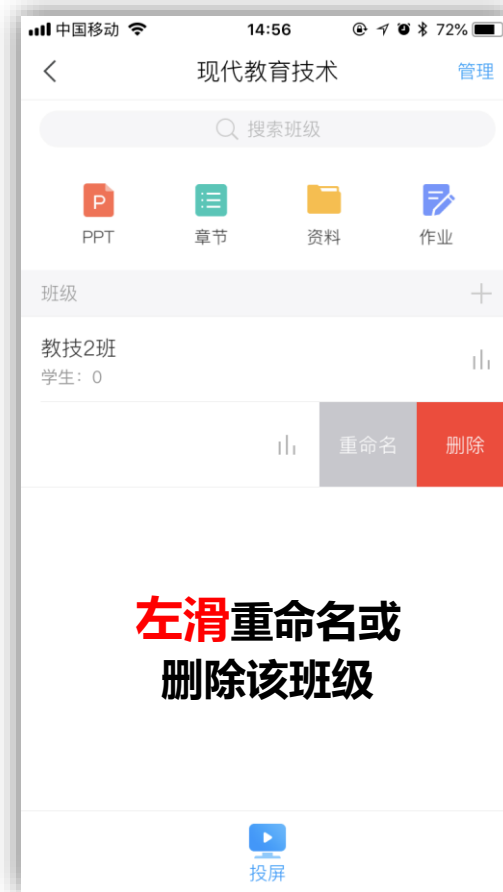 中国移动 14:56 72%
现代教育技术 管理
搜索班级
P
PPT 章节 资料 作业
班级
教技2班
学生：0
重命名 删除
左滑重命名或
删除该班级
投屏